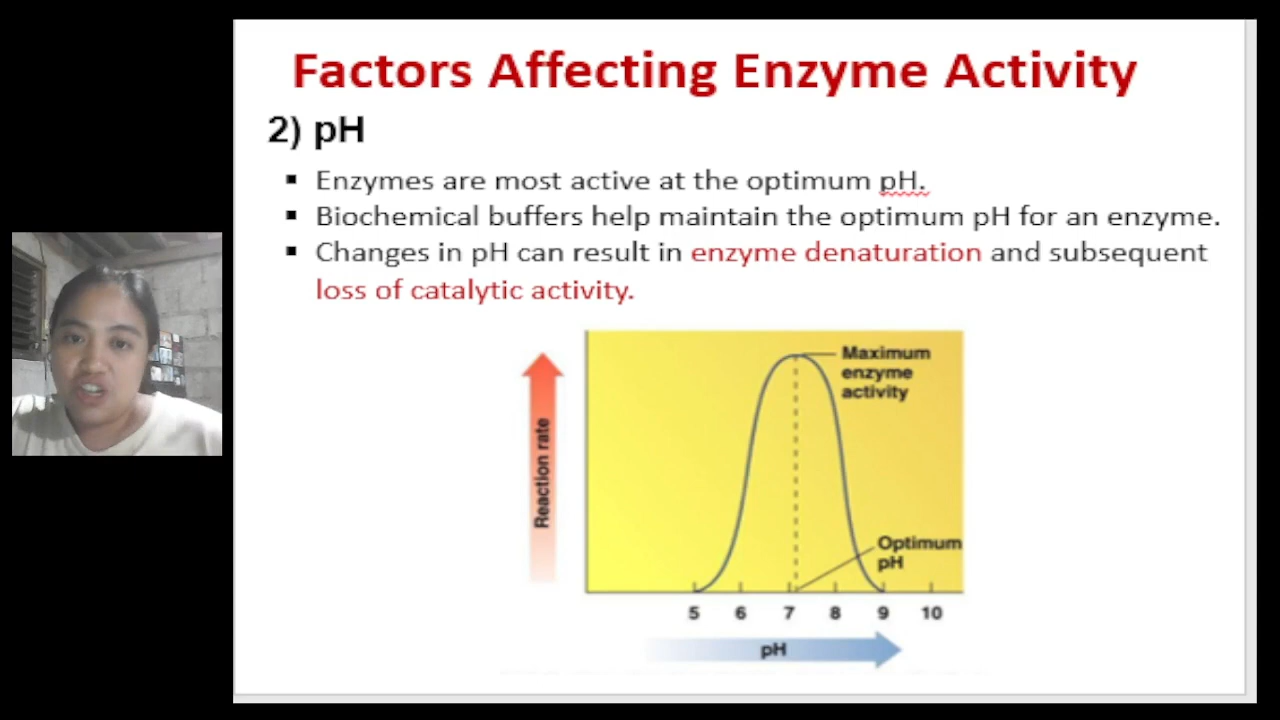 Factors Affecting Enzyme Activity
2) pH
▪ Enzymes are most active at the optimum pH.
▪ Biochemical buffers help maintain the optimum pH for an enzyme.
▪ Changes in pH can result in enzyme denaturation and subsequent
loss of catalytic activity.
Maximum
enzyme
activity
Reaction rate
Optimum
pH
5 6 7 8 9 10
pH